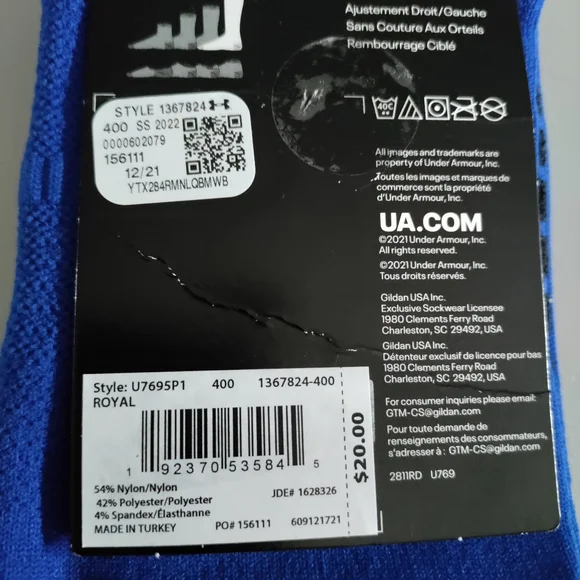 Ajustement Droit/Gauche
Sans Couture Aux Orteils
Rembourrage Ciblé
40C
STYLE 1367824
400 SS 2022
0000602079
156111
12/21
YTX284RMNLQBMWB
All images and trademarks are
property of Under Armour, Inc.
Toutes les images et marques de
commerce sont la propriété
d'Under Armour, Inc.
UA.COM
©2021 Under Armour, Inc.
All rights reserved.
©2021 Under Armour, Inc.
Tous droits réservés.
Gildan USA Inc.
Exclusive Sockwear Licensee
1980 Clements Ferry Road
Charleston, SC 29492, USA
Gildan USA Inc.
Détenteur exclusif de licence pour bas
1980 Clements Ferry Road
Charleston, SC 29492, USA
For consumer inquiries please email:
GTM-CS@gildan.com
Pour toute demande de
renseignements des consommateurs,
s'adresser à : GTM-CS@gildan.com
2811RD U769
Style: U7695P1 400 1367824-400
ROYAL
1 92370 53584 5
$20.00
54% Nylon/Nylon
42% Polyester/Polyester
4% Spandex/Élasthanne
MADE IN TURKEY
JDE# 1628326
PO# 156111 609121721